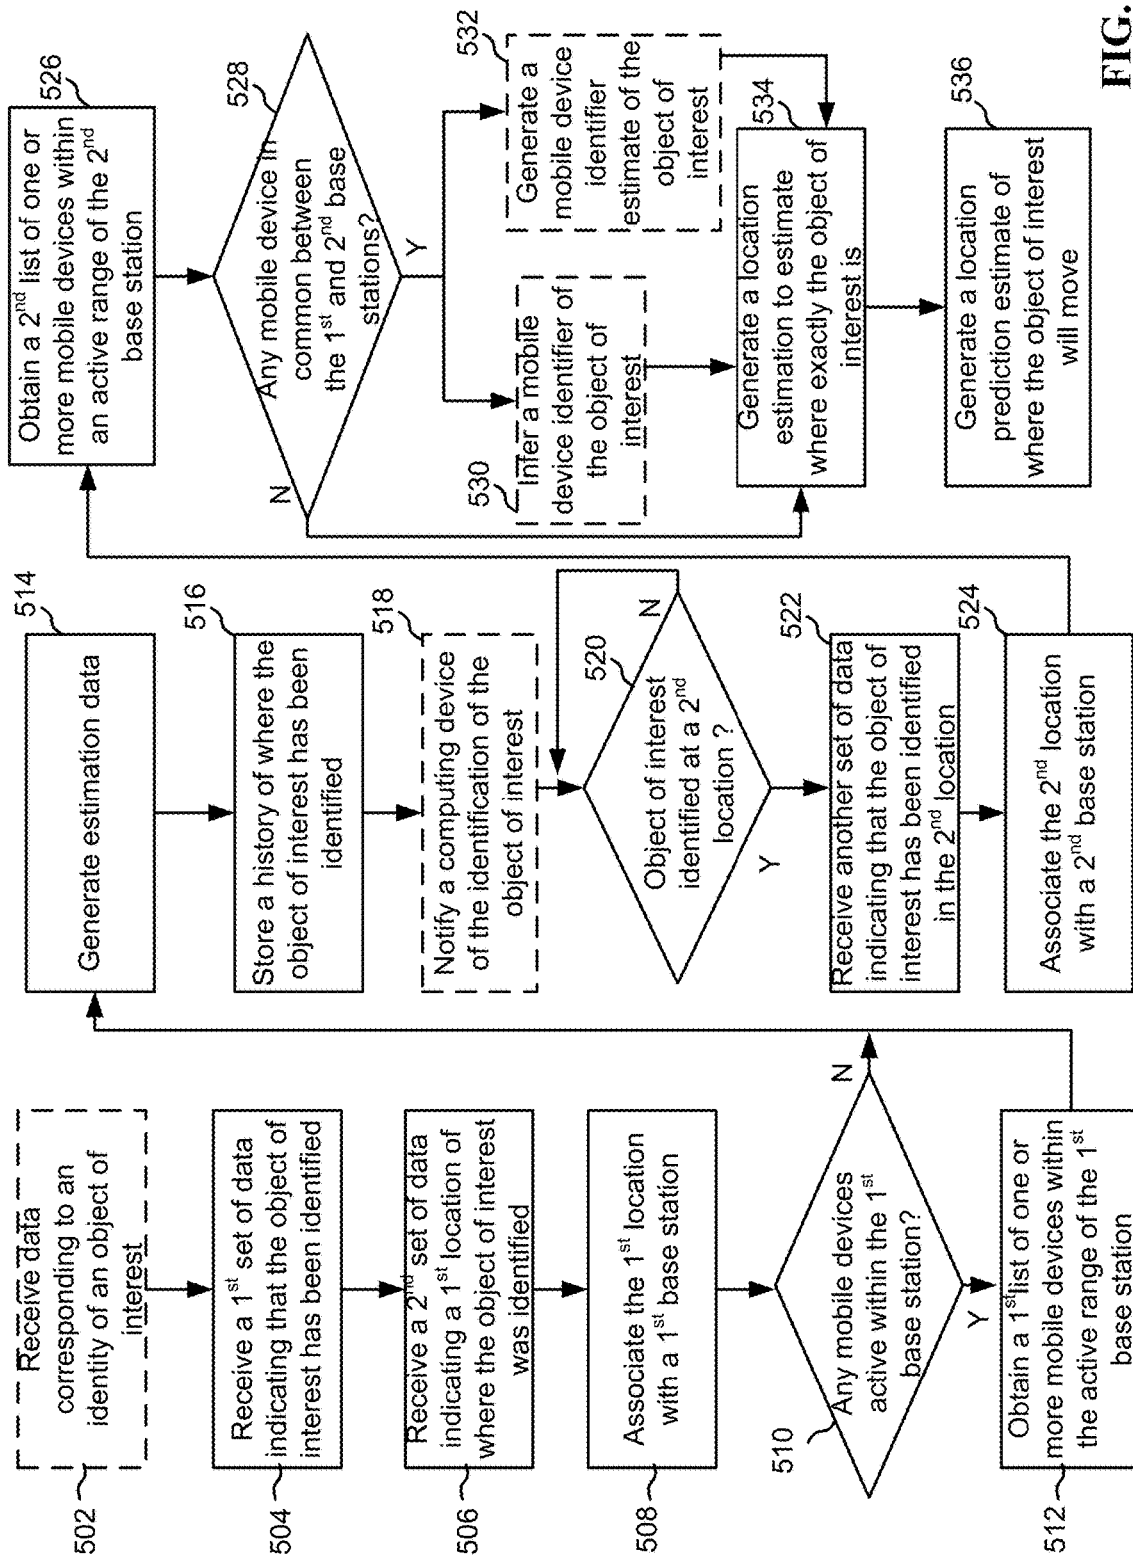 502
Receive data
corresponding to an
identity of an object of
interest
504
Receive a 1st set of data
indicating that the object of
interest has been identified
506
Receive a 2nd set of data
indicating a 1st location of
where the object of interest
was identified
508
Associate the 1st location
with a 1st base station
510
Any mobile devices
active within the 1st
base station?
N
Y
512
Obtain a 1st list of one or
more mobile devices within
the active range of the 1st
base station
514
Generate estimation data
516
Store a history of where the
object of interest has been
identified
518
Notify a computing device
of the identification of the
object of interest
520
Object of interest
identified at a 2nd
location ?
N
Y
522
Receive another set of data
indicating that the object of
interest has been identified
in the 2nd location
524
Associate the 2nd location
with a 2nd base station
526
Obtain a 2nd list of one or
more mobile devices within
an active range of the 2nd
base station
528
Any mobile device in
common between
the 1st and 2nd base
stations?
N
Y
530
Infer a mobile
device identifier of
the object of
interest
532
Generate a
mobile device
identifier
estimate of the
object of
interest
534
Generate a location
estimation to estimate
where exactly the object of
interest is
536
Generate a location
prediction estimate of
where the object of interest
will move
FIG.